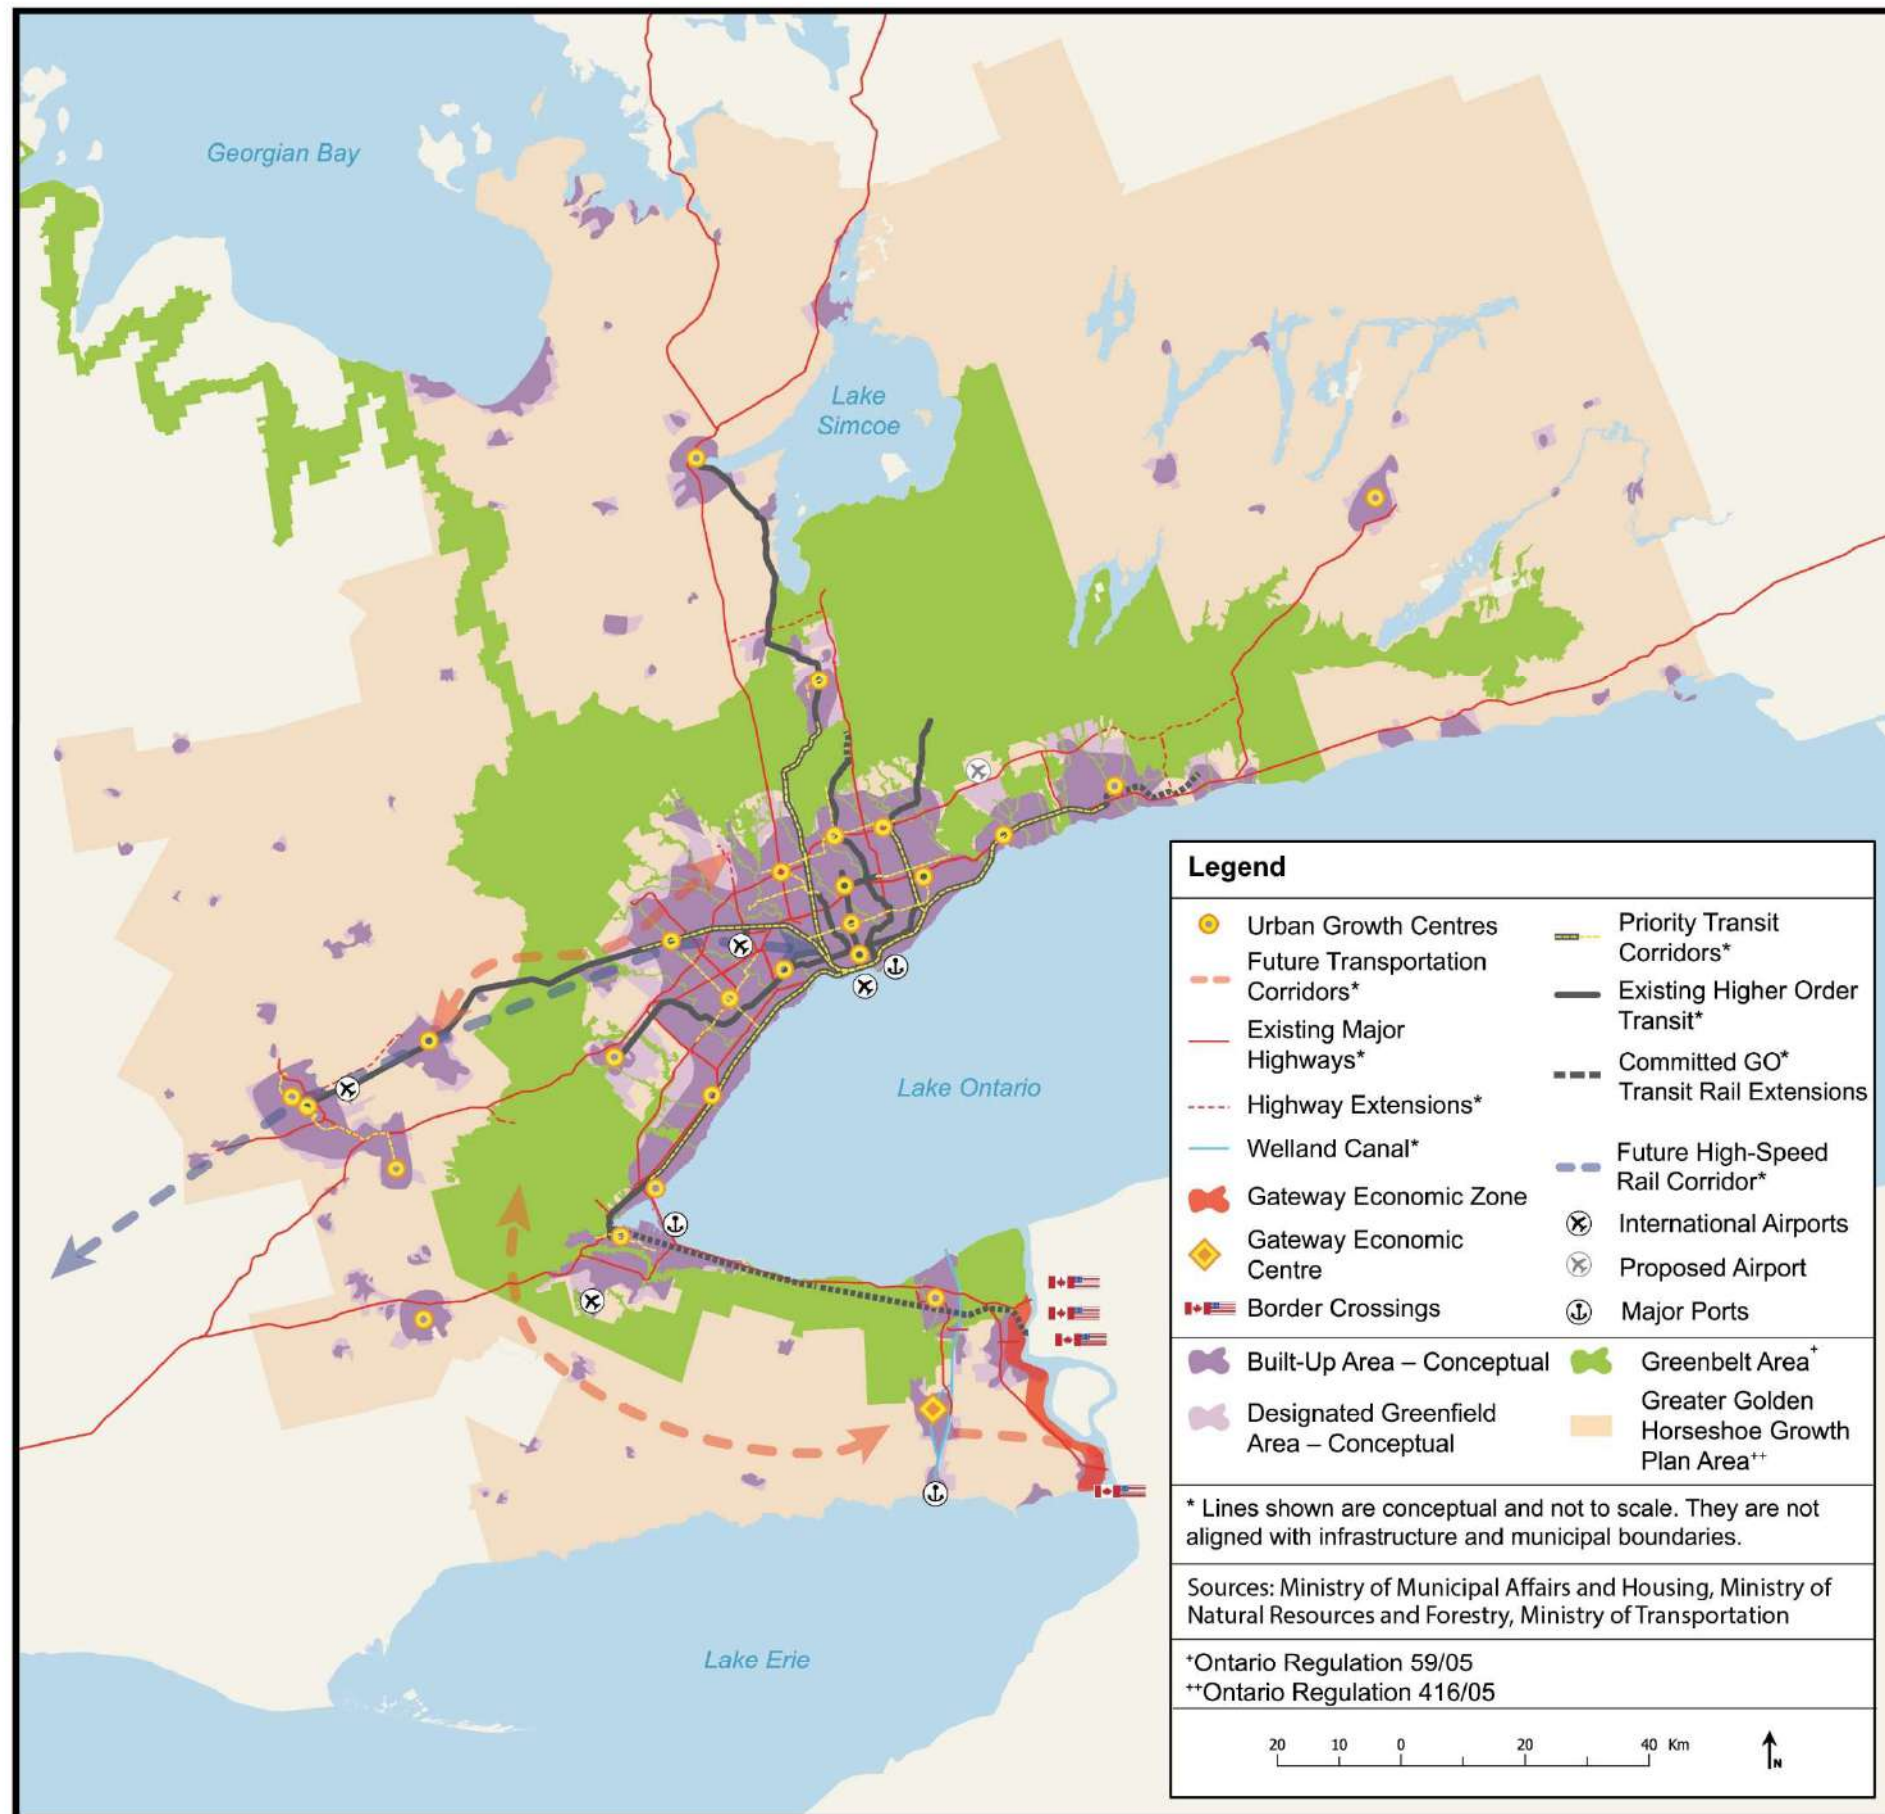 Georgian Bay
Lake
Simcoe
Lake Ontario
Lake Erie
Legend
Urban Growth Centres
Future Transportation
Corridors*
Existing Major
Highways*
Highway Extensions*
Welland Canal*
Gateway Economic Zone
Gateway Economic
Centre
Border Crossings
Priority Transit
Corridors*
Existing Higher Order
Transit*
Committed GO*
Transit Rail Extensions
Future High-Speed
Rail Corridor*
International Airports
Proposed Airport
Major Ports
Built-Up Area – Conceptual
Designated Greenfield
Area – Conceptual
Greenbelt Area+
Greater Golden
Horseshoe Growth
Plan Area++
* Lines shown are conceptual and not to scale. They are not
aligned with infrastructure and municipal boundaries.
Sources: Ministry of Municipal Affairs and Housing, Ministry of
Natural Resources and Forestry, Ministry of Transportation
+Ontario Regulation 59/05
++Ontario Regulation 416/05
20 10 0 20 40 Km
N